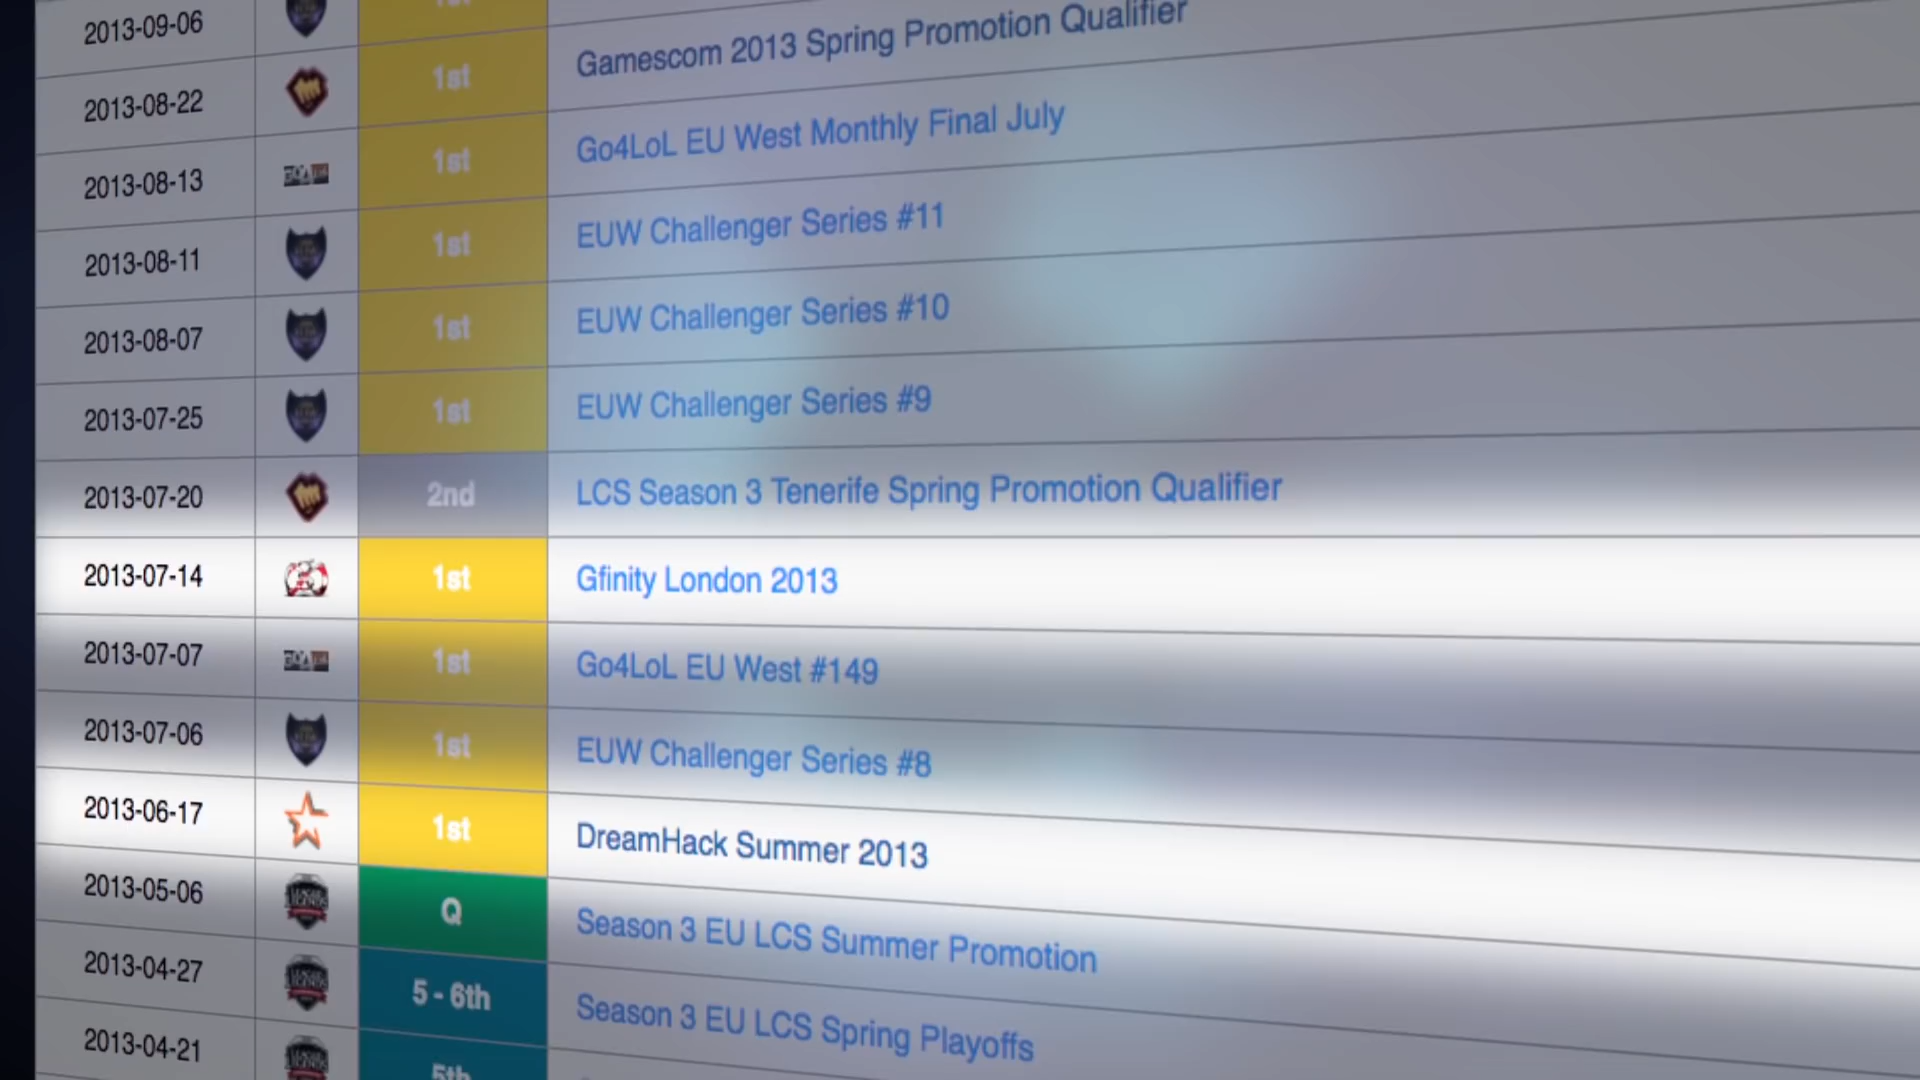 2013-09-06 1st
2013-08-22 1st Gamescom 2013 Spring Promotion Qualifier
2013-08-13 1st Go4LoL EU West Monthly Final July
2013-08-11 1st EUW Challenger Series #11
2013-08-07 1st EUW Challenger Series #10
2013-07-25 1st EUW Challenger Series #9
2013-07-20 2nd LCS Season 3 Tenerife Spring Promotion Qualifier
2013-07-14 1st Gfinity London 2013
2013-07-07 1st Go4LoL EU West #149
2013-07-06 1st EUW Challenger Series #8
2013-06-17 1st DreamHack Summer 2013
2013-05-06 Q Season 3 EU LCS Summer Promotion
2013-04-27 5 - 6th Season 3 EU LCS Spring Playoffs
2013-04-21 5th